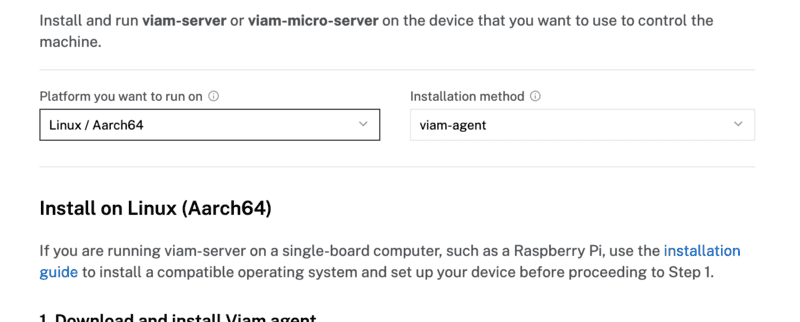 Install and run viam-server or viam-micro-server on the device that you want to use to control the
machine.
Platform you want to run on
Installation method
Linux / Aarch64
viam-agent
Install on Linux (Aarch64)
If you are running viam-server on a single-board computer, such as a Raspberry Pi, use the installation
guide to install a compatible operating system and set up your device before proceeding to Step 1.
1. Download and install Viam agent